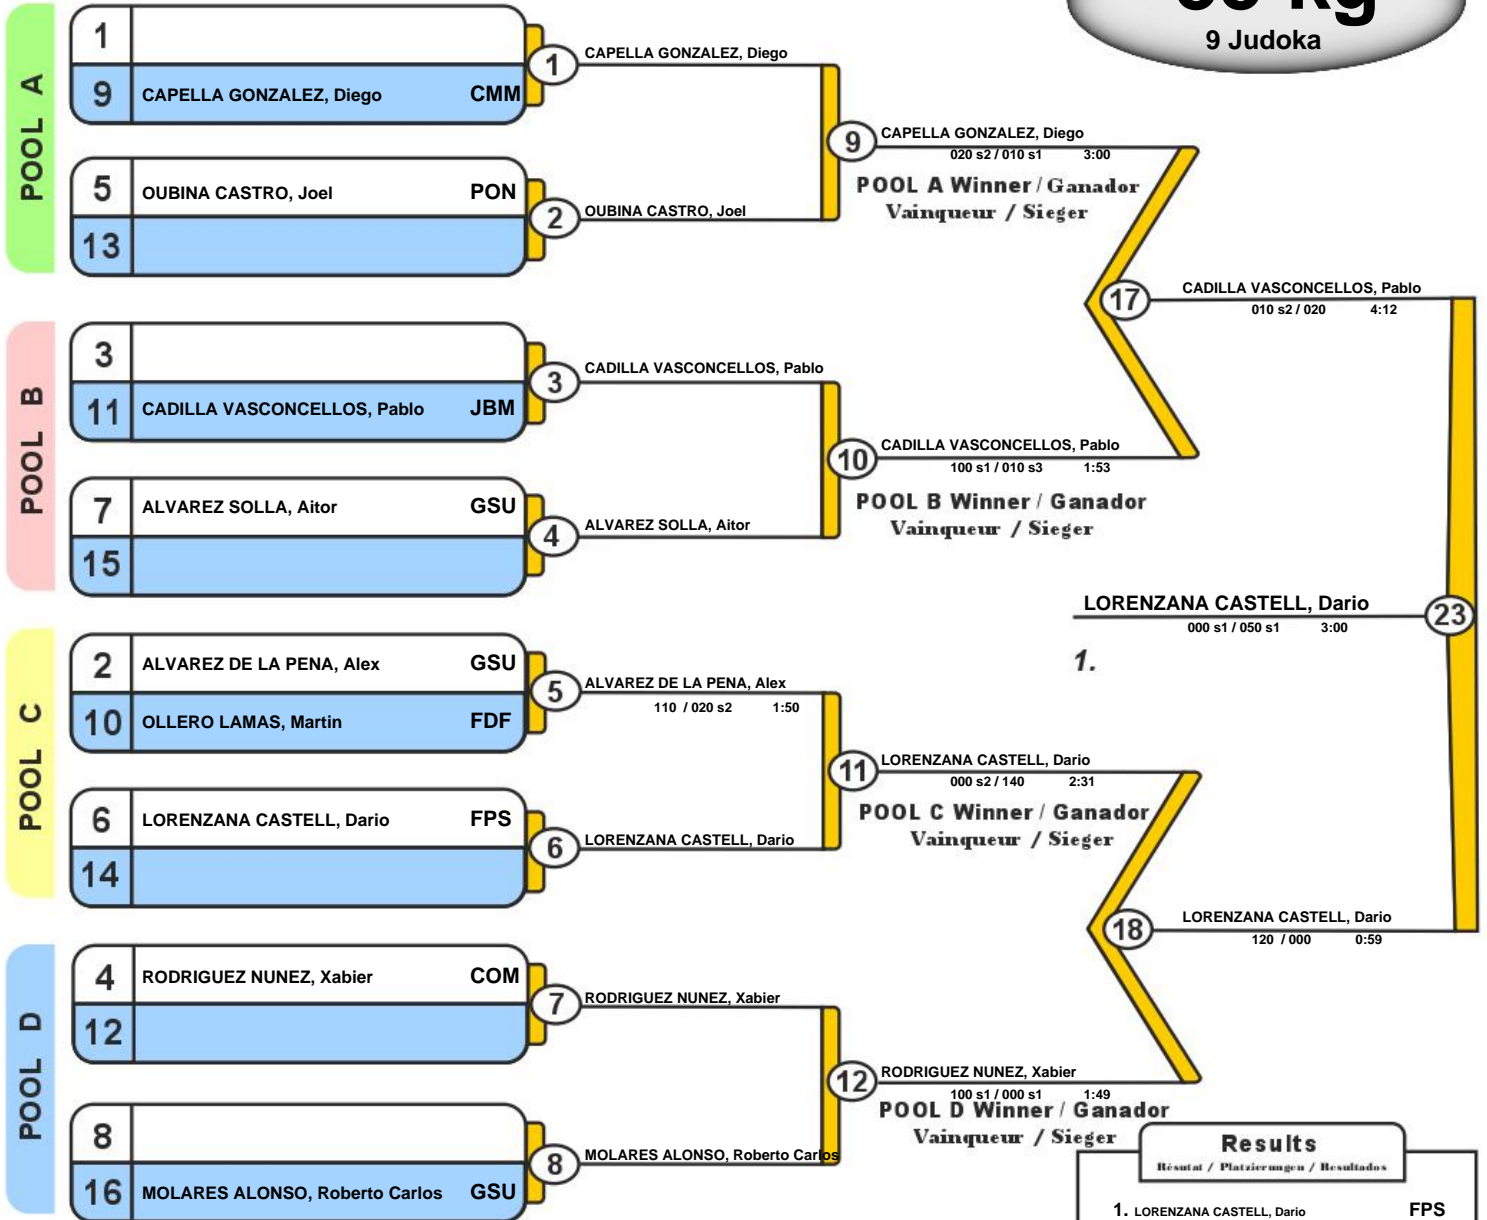 9 Judoka
POOL A
1
9 CAPELLA GONZALEZ, Diego CMM
5 OUBINA CASTRO, Joel PON
13
1 CAPELLA GONZALEZ, Diego
2 OUBINA CASTRO, Joel
9 CAPELLA GONZALEZ, Diego
020 s2 / 010 s1 3:00
POOL A Winner / Ganador
Vainqueur / Sieger
POOL B
3
11 CADILLA VASCONCELLOS, Pablo JBM
7 ALVAREZ SOLLA, Aitor GSU
15
3 CADILLA VASCONCELLOS, Pablo
4 ALVAREZ SOLLA, Aitor
10 CADILLA VASCONCELLOS, Pablo
100 s1 / 010 s3 1:53
POOL B Winner / Ganador
Vainqueur / Sieger
17 CADILLA VASCONCELLOS, Pablo
010 s2 / 020 4:12
LORENZANA CASTELL, Dario 23
000 s1 / 050 s1 3:00
1.
POOL C
2 ALVAREZ DE LA PENA, Alex GSU
10 OLLERO LAMAS, Martin FDF
6 LORENZANA CASTELL, Dario FPS
14
5 ALVAREZ DE LA PENA, Alex
110 / 020 s2 1:50
6 LORENZANA CASTELL, Dario
11 LORENZANA CASTELL, Dario
000 s2 / 140 2:31
POOL C Winner / Ganador
Vainqueur / Sieger
18 LORENZANA CASTELL, Dario
120 / 000 0:59
POOL D
4 RODRIGUEZ NUNEZ, Xabier COM
12
8
16 MOLARES ALONSO, Roberto Carlos GSU
7 RODRIGUEZ NUNEZ, Xabier
8 MOLARES ALONSO, Roberto Carlos
12 RODRIGUEZ NUNEZ, Xabier
100 s1 / 000 s1 1:49
POOL D Winner / Ganador
Vainqueur / Sieger
Results
Résutat / Platzierungen / Resultados
1. LORENZANA CASTELL, Dario FPS